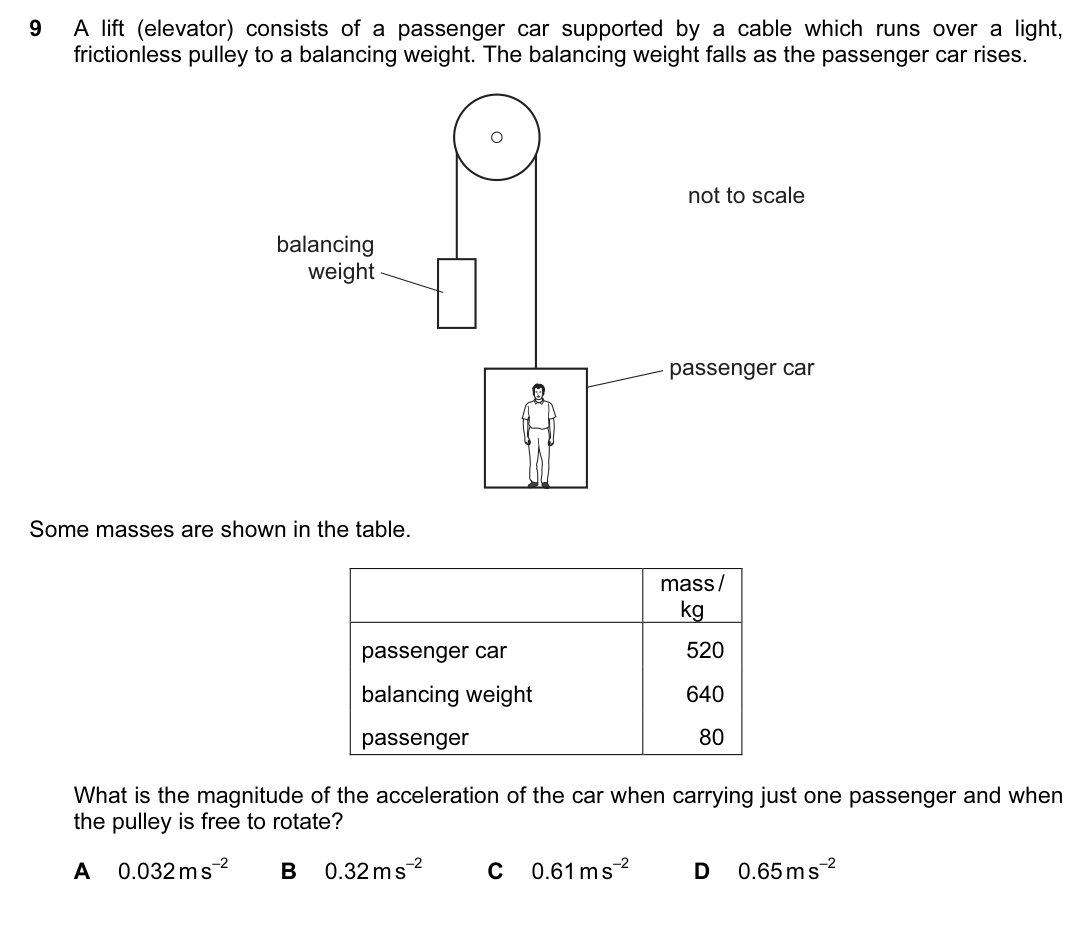 9 A lift (elevator) consists of a passenger car supported by a cable which runs over a light,
frictionless pulley to a balancing weight. The balancing weight falls as the passenger car rises.
not to scale
balancing
weight
passenger car
Some masses are shown in the table.
mass /
kg
passenger car 520
balancing weight 640
passenger 80
What is the magnitude of the acceleration of the car when carrying just one passenger and when
the pulley is free to rotate?
A 0.032 m s⁻² B 0.32 m s⁻² C 0.61 m s⁻² D 0.65 m s⁻²